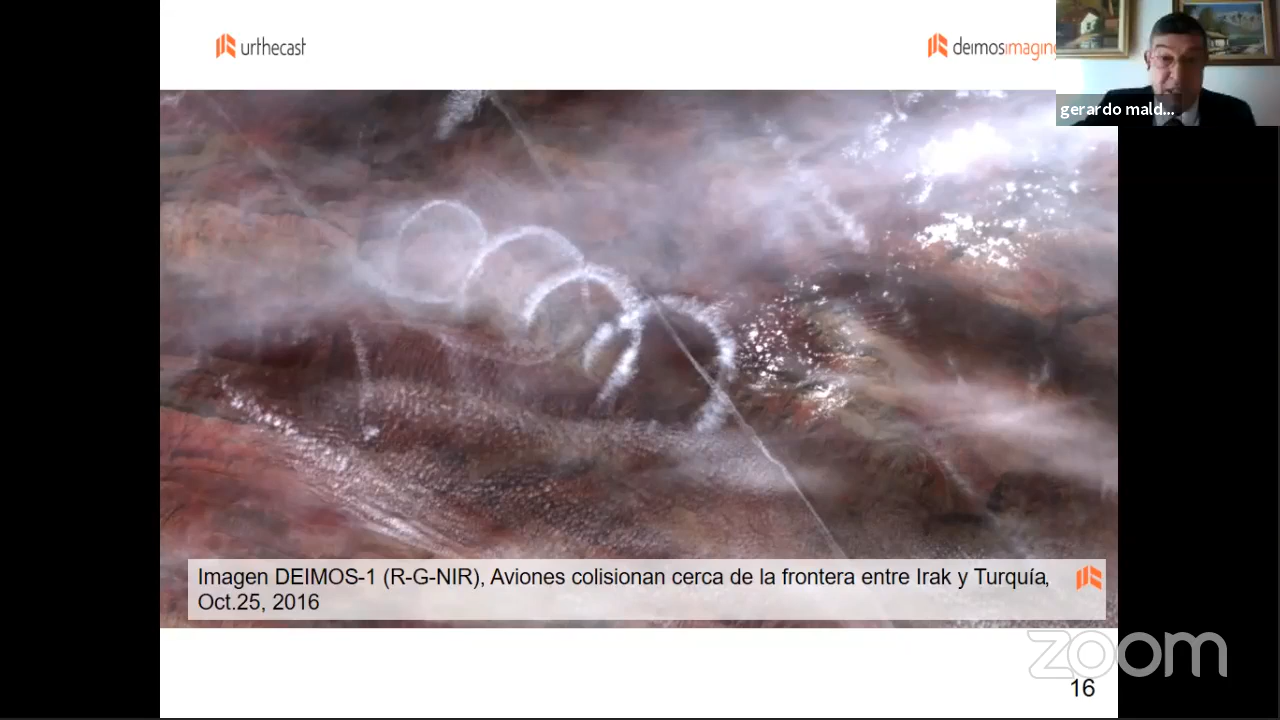 urthecast
deimosimaging
gerardo mald...
Imagen DEIMOS-1 (R-G-NIR), Aviones colisionan cerca de la frontera entre Irak y Turquía,
Oct.25, 2016
zoom
16